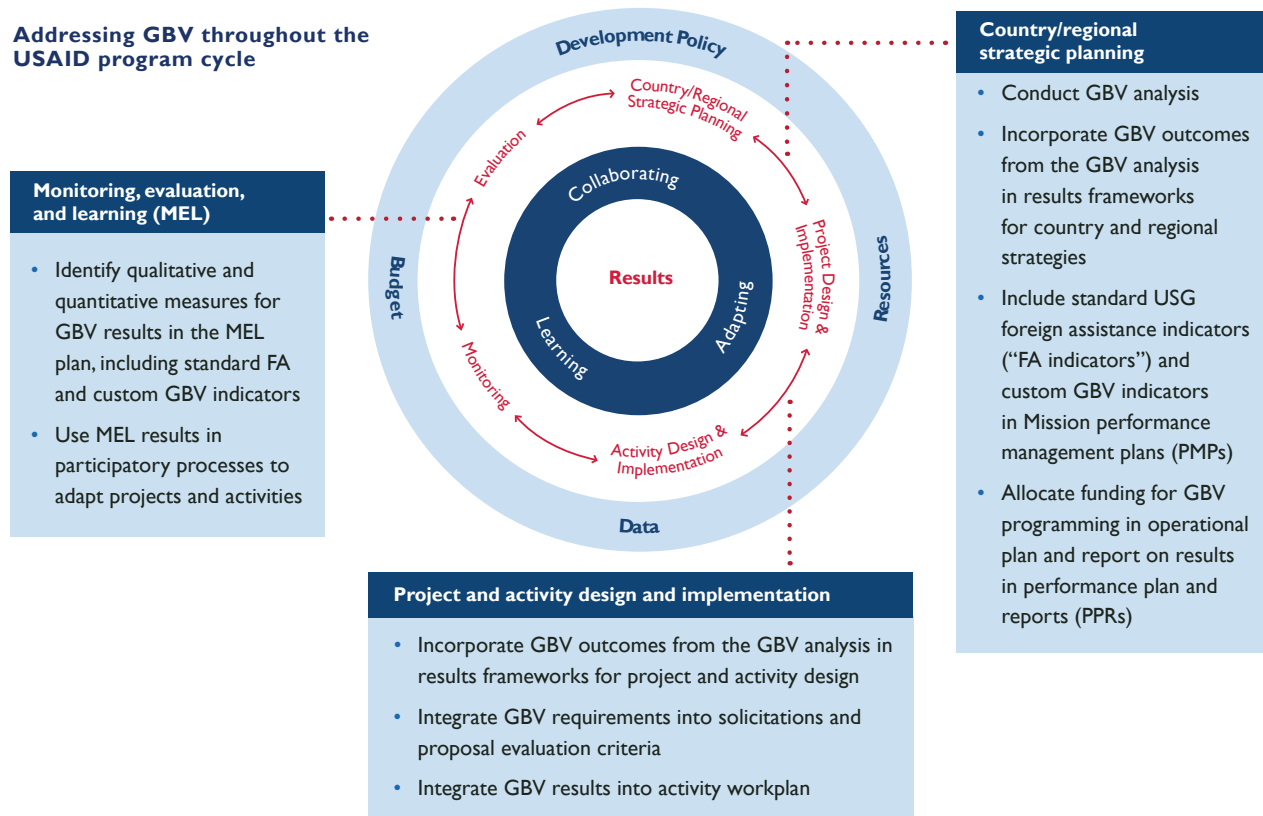 Addressing GBV throughout the
USAID program cycle
Development Policy
Resources
Data
Budget
Country/Regional
Strategic Planning
Project Design &
Implementation
Activity Design &
Implementation
Monitoring
Evaluation
Collaborating
Adapting
Learning
Results
Monitoring, evaluation,
and learning (MEL)
• Identify qualitative and
quantitative measures for
GBV results in the MEL
plan, including standard FA
and custom GBV indicators
• Use MEL results in
participatory processes to
adapt projects and activities
Country/regional
strategic planning
• Conduct GBV analysis
• Incorporate GBV outcomes
from the GBV analysis
in results frameworks
for country and regional
strategies
• Include standard USG
foreign assistance indicators
(“FA indicators”) and
custom GBV indicators
in Mission performance
management plans (PMPs)
• Allocate funding for GBV
programming in operational
plan and report on results
in performance plan and
reports (PPRs)
Project and activity design and implementation
• Incorporate GBV outcomes from the GBV analysis in
results frameworks for project and activity design
• Integrate GBV requirements into solicitations and
proposal evaluation criteria
• Integrate GBV results into activity workplan